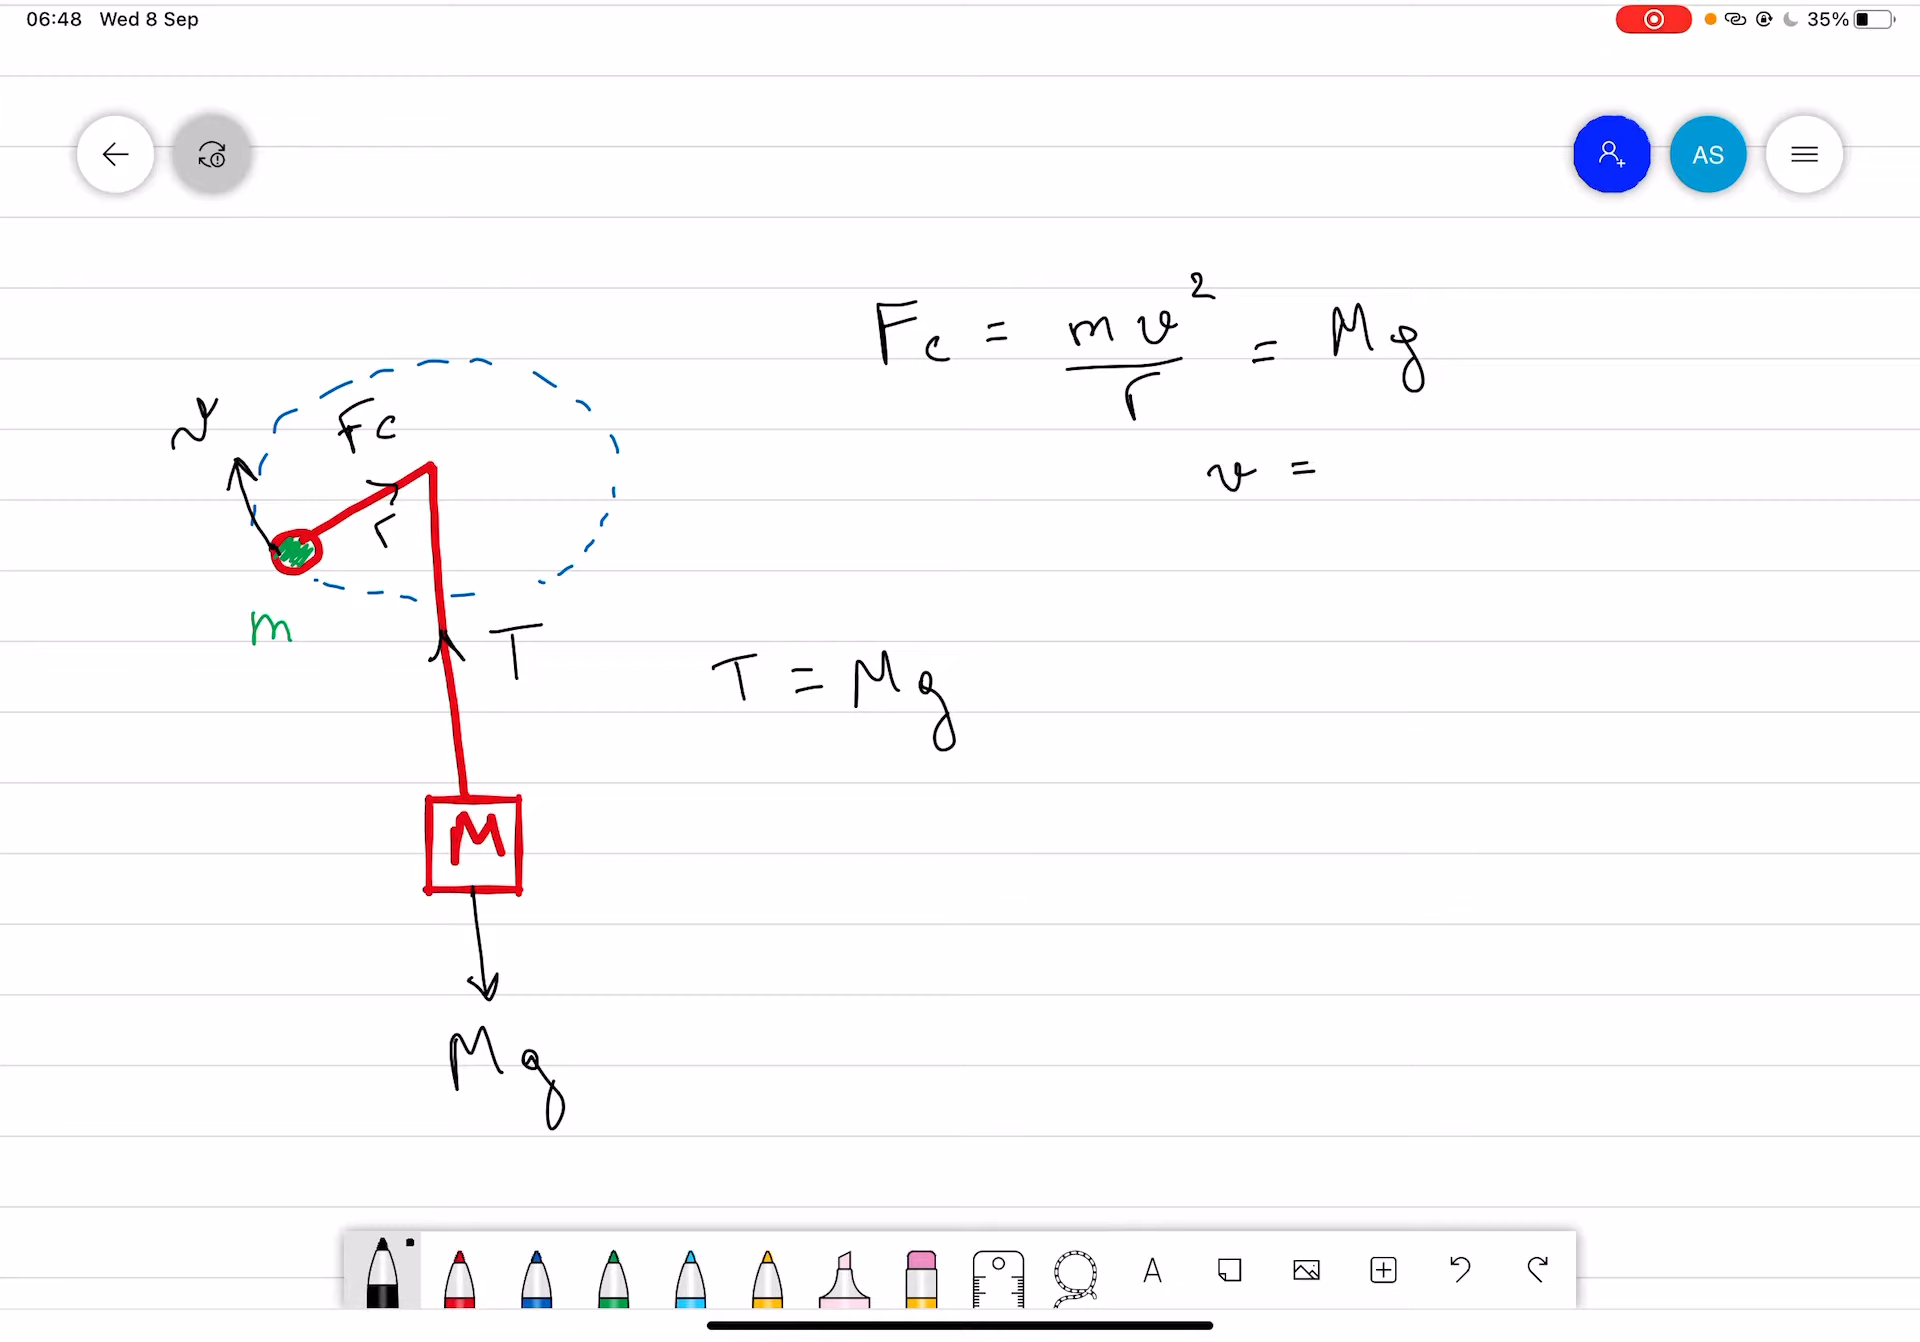 06:48 Wed 8 Sep
35%
AS
Fc = mv²/r = Mg
v =
v
Fc
r
m
T
T = Mg
M
Mg
A